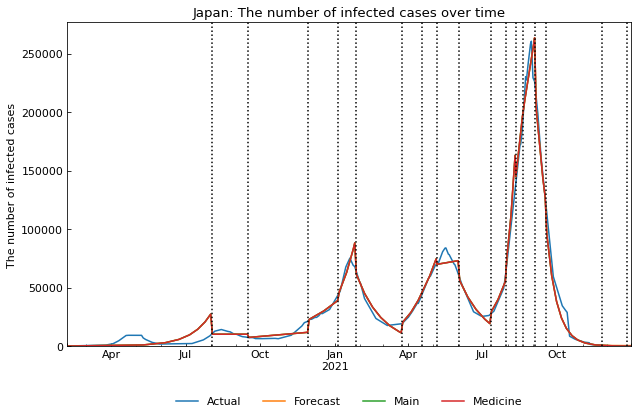 Japan: The number of infected cases over time
The number of infected cases
250000
200000
150000
100000
50000
0
Apr Jul Oct Jan Apr Jul Oct
2021
Actual Forecast Main Medicine